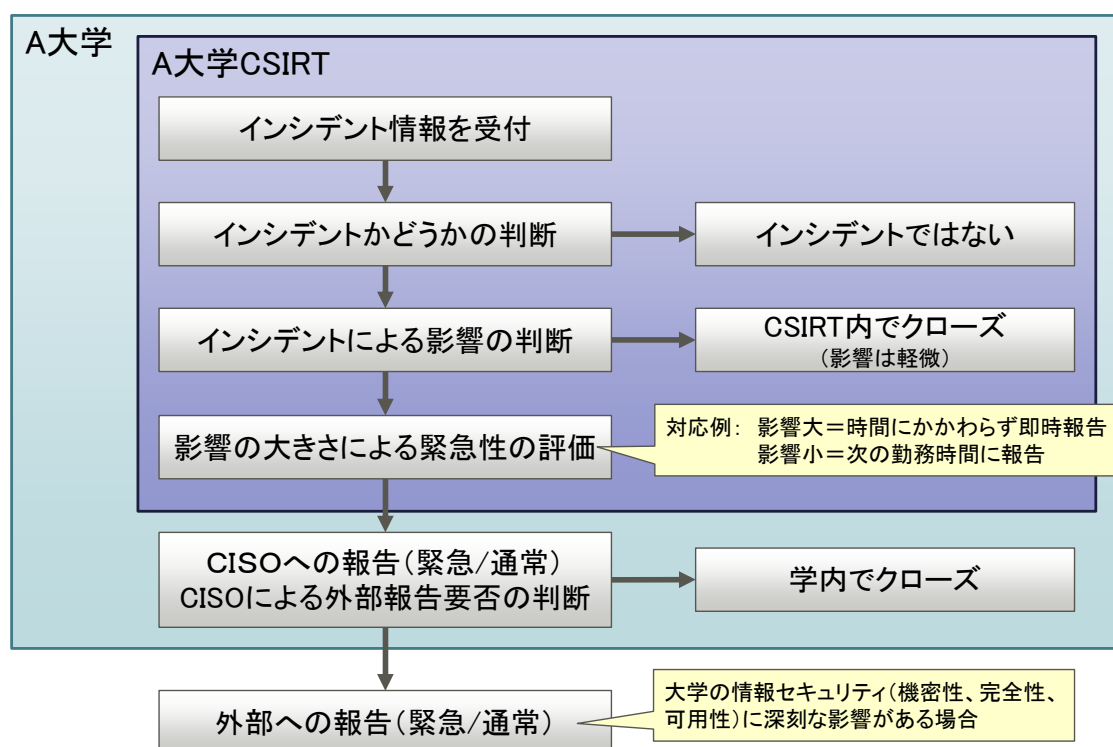 A大学
A大学CSIRT
インシデント情報を受付
インシデントかどうかの判断
インシデントではない
インシデントによる影響の判断
CSIRT内でクローズ
（影響は軽微）
影響の大きさによる緊急性の評価
対応例： 影響大＝時間にかかわらず即時報告
影響小＝次の勤務時間に報告
CISOへの報告（緊急/通常）
CISOによる外部報告要否の判断
学内でクローズ
外部への報告（緊急/通常）
大学の情報セキュリティ（機密性、完全性、
可用性）に深刻な影響がある場合